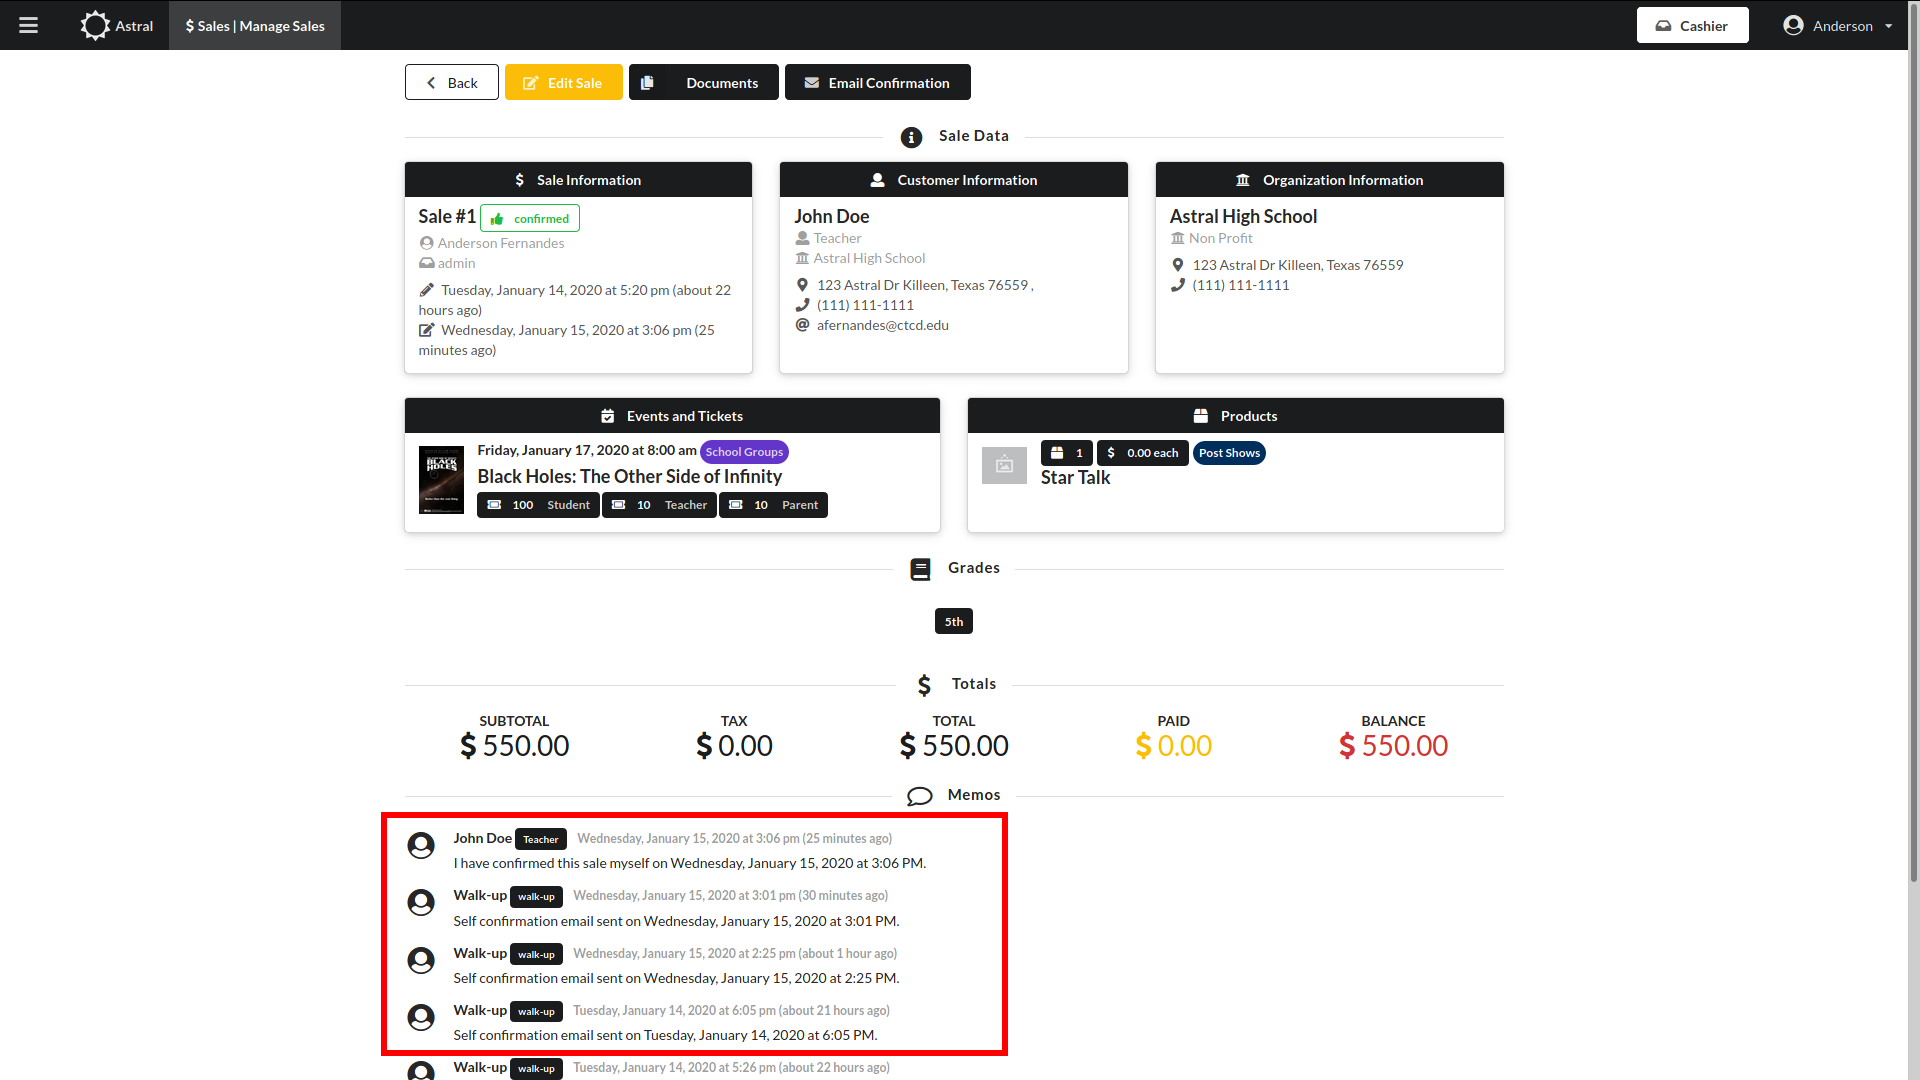 Astral
$ Sales | Manage Sales
Cashier
Anderson
Back
Edit Sale
Documents
Email Confirmation
Sale Data
Sale Information
Sale #1 confirmed
Anderson Fernandes
admin
Tuesday, January 14, 2020 at 5:20 pm (about 22
hours ago)
Wednesday, January 15, 2020 at 3:06 pm (25
minutes ago)
Customer Information
John Doe
Teacher
Astral High School
123 Astral Dr Killeen, Texas 76559 ,
(111) 111-1111
afernandes@ctcd.edu
Organization Information
Astral High School
Non Profit
123 Astral Dr Killeen, Texas 76559
(111) 111-1111
Events and Tickets
BLACK
HOLES
Friday, January 17, 2020 at 8:00 am School Groups
Black Holes: The Other Side of Infinity
100 Student 10 Teacher 10 Parent
Products
1 $ 0.00 each Post Shows
Star Talk
Grades
5th
$ Totals
SUBTOTAL
$ 550.00
TAX
$ 0.00
TOTAL
$ 550.00
PAID
$ 0.00
BALANCE
$ 550.00
Memos
John Doe Teacher Wednesday, January 15, 2020 at 3:06 pm (25 minutes ago)
I have confirmed this sale myself on Wednesday, January 15, 2020 at 3:06 PM.
Walk-up walk-up Wednesday, January 15, 2020 at 3:01 pm (30 minutes ago)
Self confirmation email sent on Wednesday, January 15, 2020 at 3:01 PM.
Walk-up walk-up Wednesday, January 15, 2020 at 2:25 pm (about 1 hour ago)
Self confirmation email sent on Wednesday, January 15, 2020 at 2:25 PM.
Walk-up walk-up Tuesday, January 14, 2020 at 6:05 pm (about 21 hours ago)
Self confirmation email sent on Tuesday, January 14, 2020 at 6:05 PM.
Walk-up walk-up Tuesday, January 14, 2020 at 5:26 pm (about 22 hours ago)